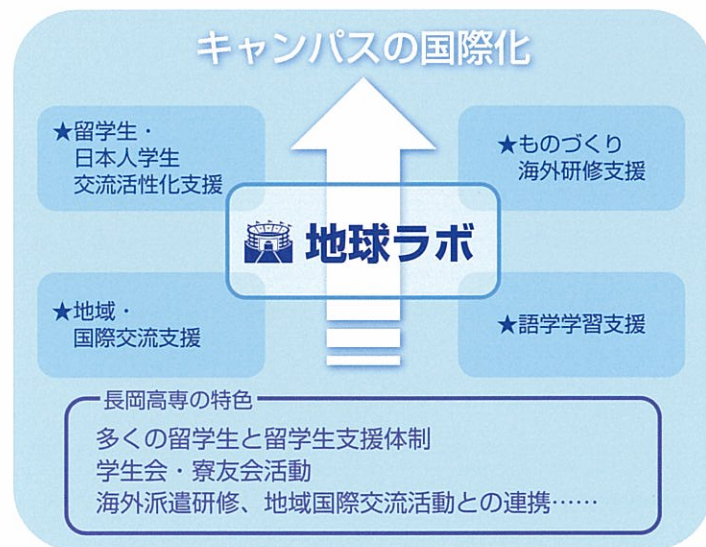 キャンパスの国際化
★留学生・
日本人学生
交流活性化支援
★ものづくり
海外研修支援
地球ラボ
★地域・
国際交流支援
★語学学習支援
長岡高専の特色
多くの留学生と留学生支援体制
学生会・寮友会活動
海外派遣研修、地域国際交流活動との連携……